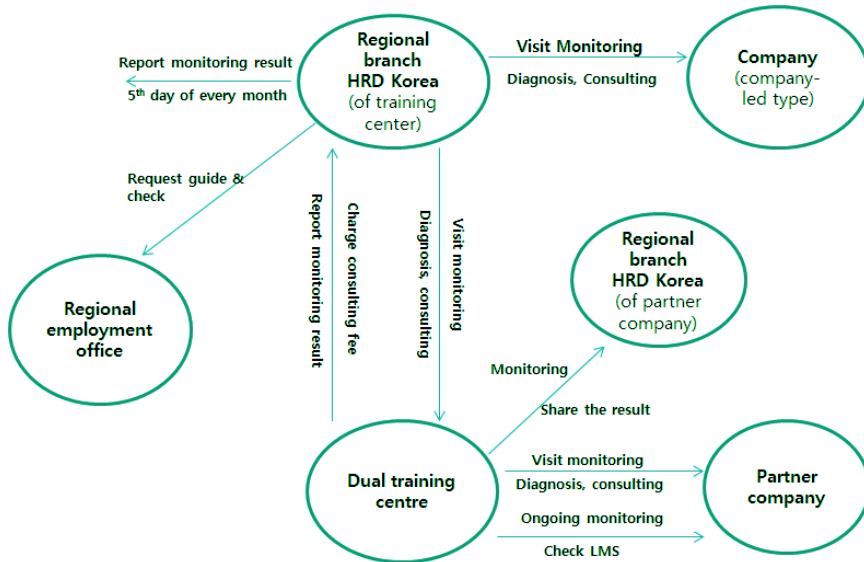 Report monitoring result
5th day of every month
Regional
branch
HRD Korea
(of training
center)
Visit Monitoring
Diagnosis, Consulting
Company
(company-
led type)
Request guide &
check
Report monitoring result
Charge consulting fee
Diagnosis, consulting
Visit monitoring
Regional
branch
HRD Korea
(of partner
company)
Regional
employment
office
Monitoring
Share the result
Dual training
centre
Visit monitoring
Diagnosis, consulting
Ongoing monitoring
Check LMS
Partner
company